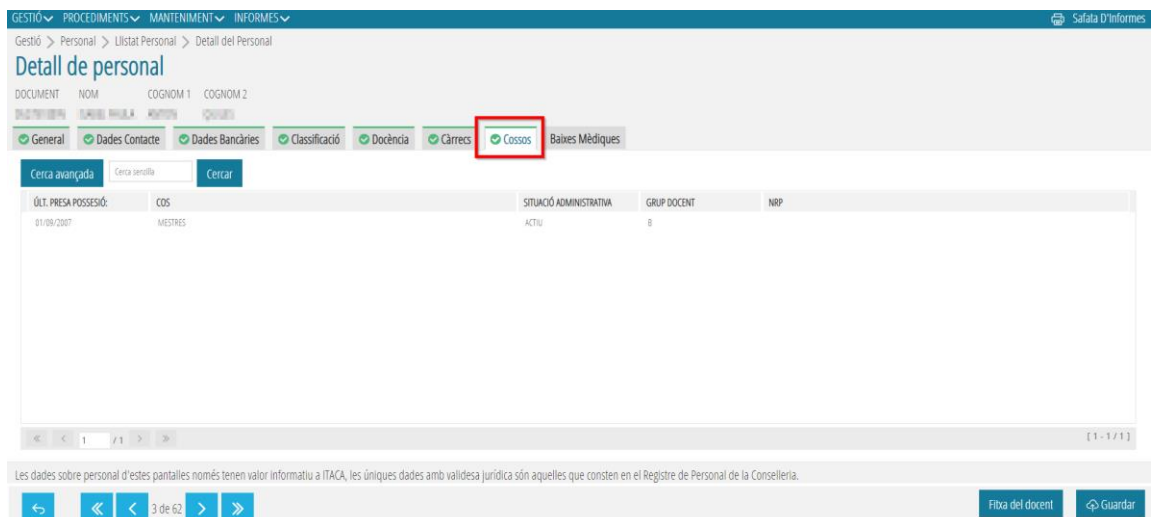 GESTIÓ PROCEDIMENTS MANTENIMENT INFORMES Safata D'Informes
Gestió > Personal > Llistat Personal > Detall del Personal
Detall de personal
DOCUMENT NOM COGNOM 1 COGNOM 2
General Dades Contacte Dades Bancàries Classificació Docència Càrrecs Cossos Baixes Mèdiques
Cerca avançada Cerca senzilla Cercar
ÚLT. PRESA POSSESSIÓ: COS SITUACIÓ ADMINISTRATIVA GRUP DOCENT NRP
01/09/2007 MESTRES ACTIU B
1 / 1 [ 1 - 1 / 1 ]
Les dades sobre personal d'estes pantalles només tenen valor informatiu a ITACA, les úniques dades amb validesa jurídica són aquelles que consten en el Registre de Personal de la Conselleria.
3 de 62 Fitxa del docent Guardar